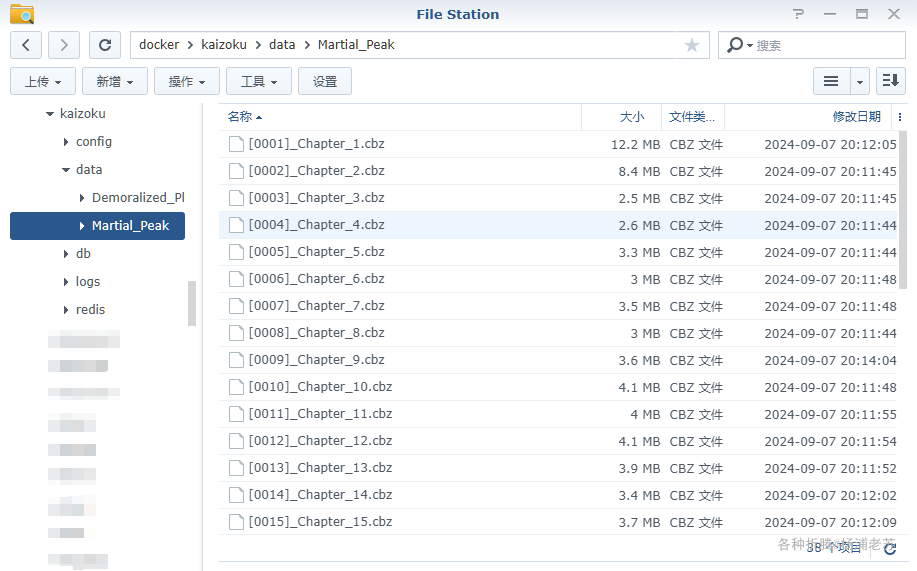 File Station
docker kaizoku data Martial_Peak
搜索
上传 新增 操作 工具 设置
kaizoku
config
data
Demoralized_Pl
Martial_Peak
db
logs
redis
名称 大小 文件类... 修改日期
[0001]_Chapter_1.cbz 12.2 MB CBZ 文件 2024-09-07 20:12:05
[0002]_Chapter_2.cbz 8.4 MB CBZ 文件 2024-09-07 20:11:45
[0003]_Chapter_3.cbz 2.5 MB CBZ 文件 2024-09-07 20:11:45
[0004]_Chapter_4.cbz 2.6 MB CBZ 文件 2024-09-07 20:11:44
[0005]_Chapter_5.cbz 3.3 MB CBZ 文件 2024-09-07 20:11:44
[0006]_Chapter_6.cbz 3 MB CBZ 文件 2024-09-07 20:11:48
[0007]_Chapter_7.cbz 3.5 MB CBZ 文件 2024-09-07 20:11:48
[0008]_Chapter_8.cbz 3 MB CBZ 文件 2024-09-07 20:11:44
[0009]_Chapter_9.cbz 3.6 MB CBZ 文件 2024-09-07 20:14:04
[0010]_Chapter_10.cbz 4.1 MB CBZ 文件 2024-09-07 20:11:48
[0011]_Chapter_11.cbz 4 MB CBZ 文件 2024-09-07 20:11:55
[0012]_Chapter_12.cbz 4.1 MB CBZ 文件 2024-09-07 20:11:54
[0013]_Chapter_13.cbz 3.9 MB CBZ 文件 2024-09-07 20:11:52
[0014]_Chapter_14.cbz 3.4 MB CBZ 文件 2024-09-07 20:12:02
[0015]_Chapter_15.cbz 3.7 MB CBZ 文件 2024-09-07 20:12:09
38 个项目